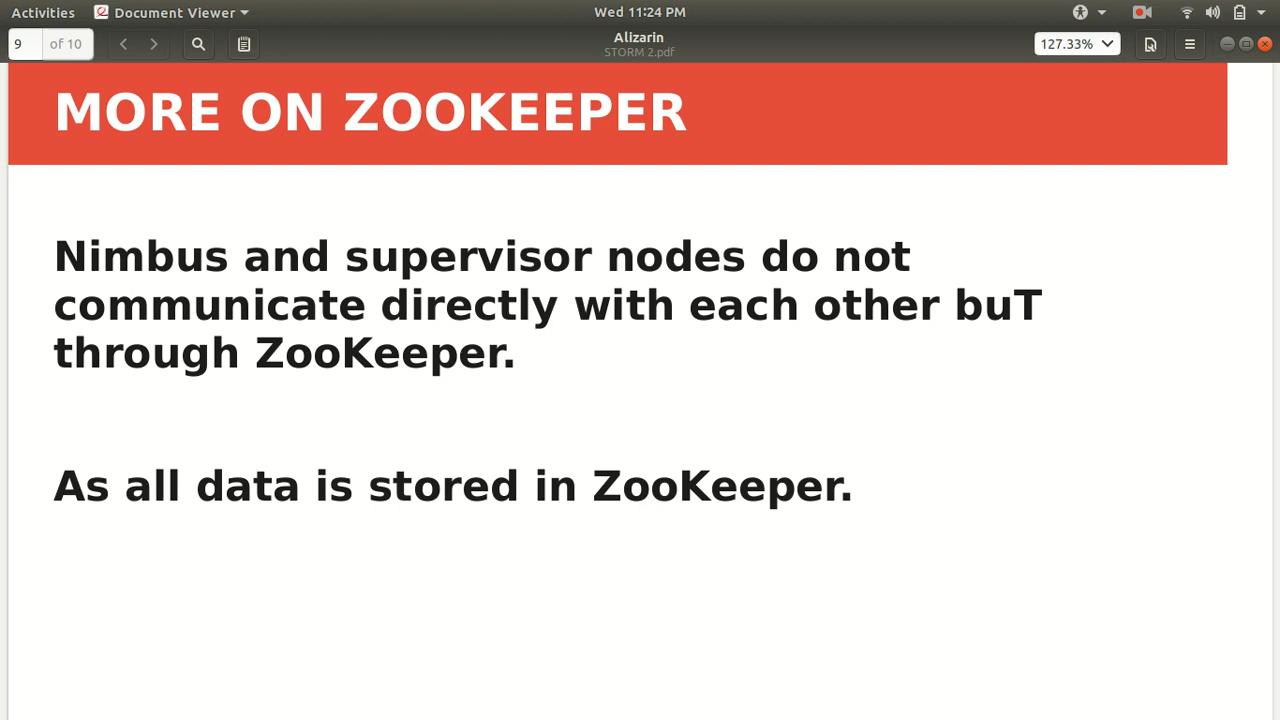 Activities Document Viewer Wed 11:24 PM
9 of 10 Alizarin 127.33%
STORM 2.pdf
MORE ON ZOOKEEPER
Nimbus and supervisor nodes do not
communicate directly with each other buT
through ZooKeeper.
As all data is stored in ZooKeeper.